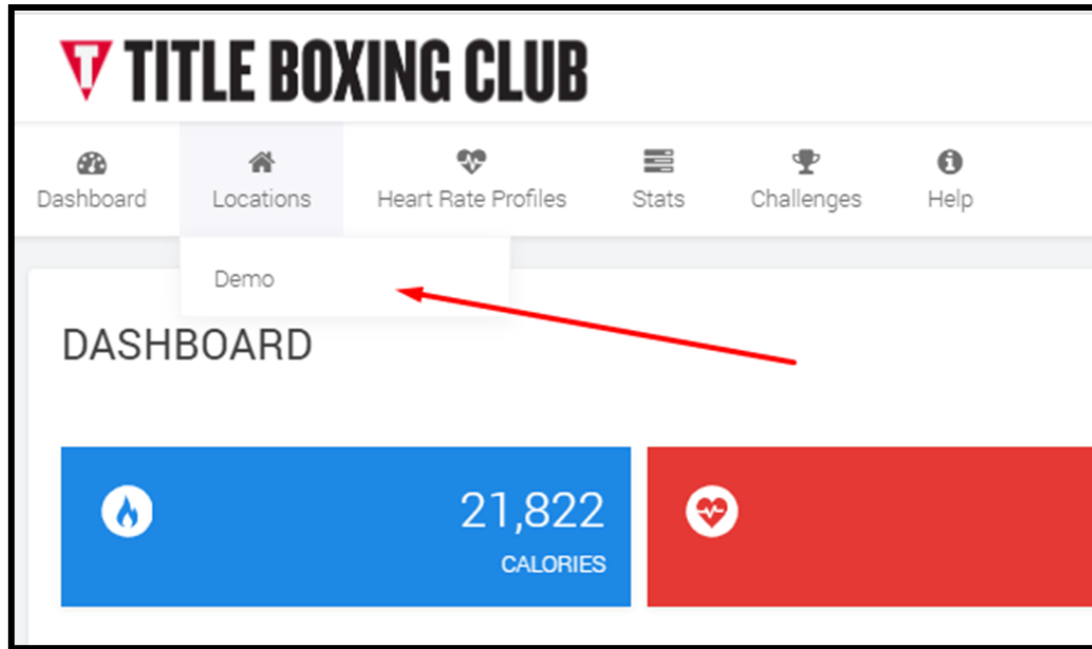 TITLE BOXING CLUB
Dashboard Locations Heart Rate Profiles Stats Challenges Help
Demo
DASHBOARD
21,822
CALORIES